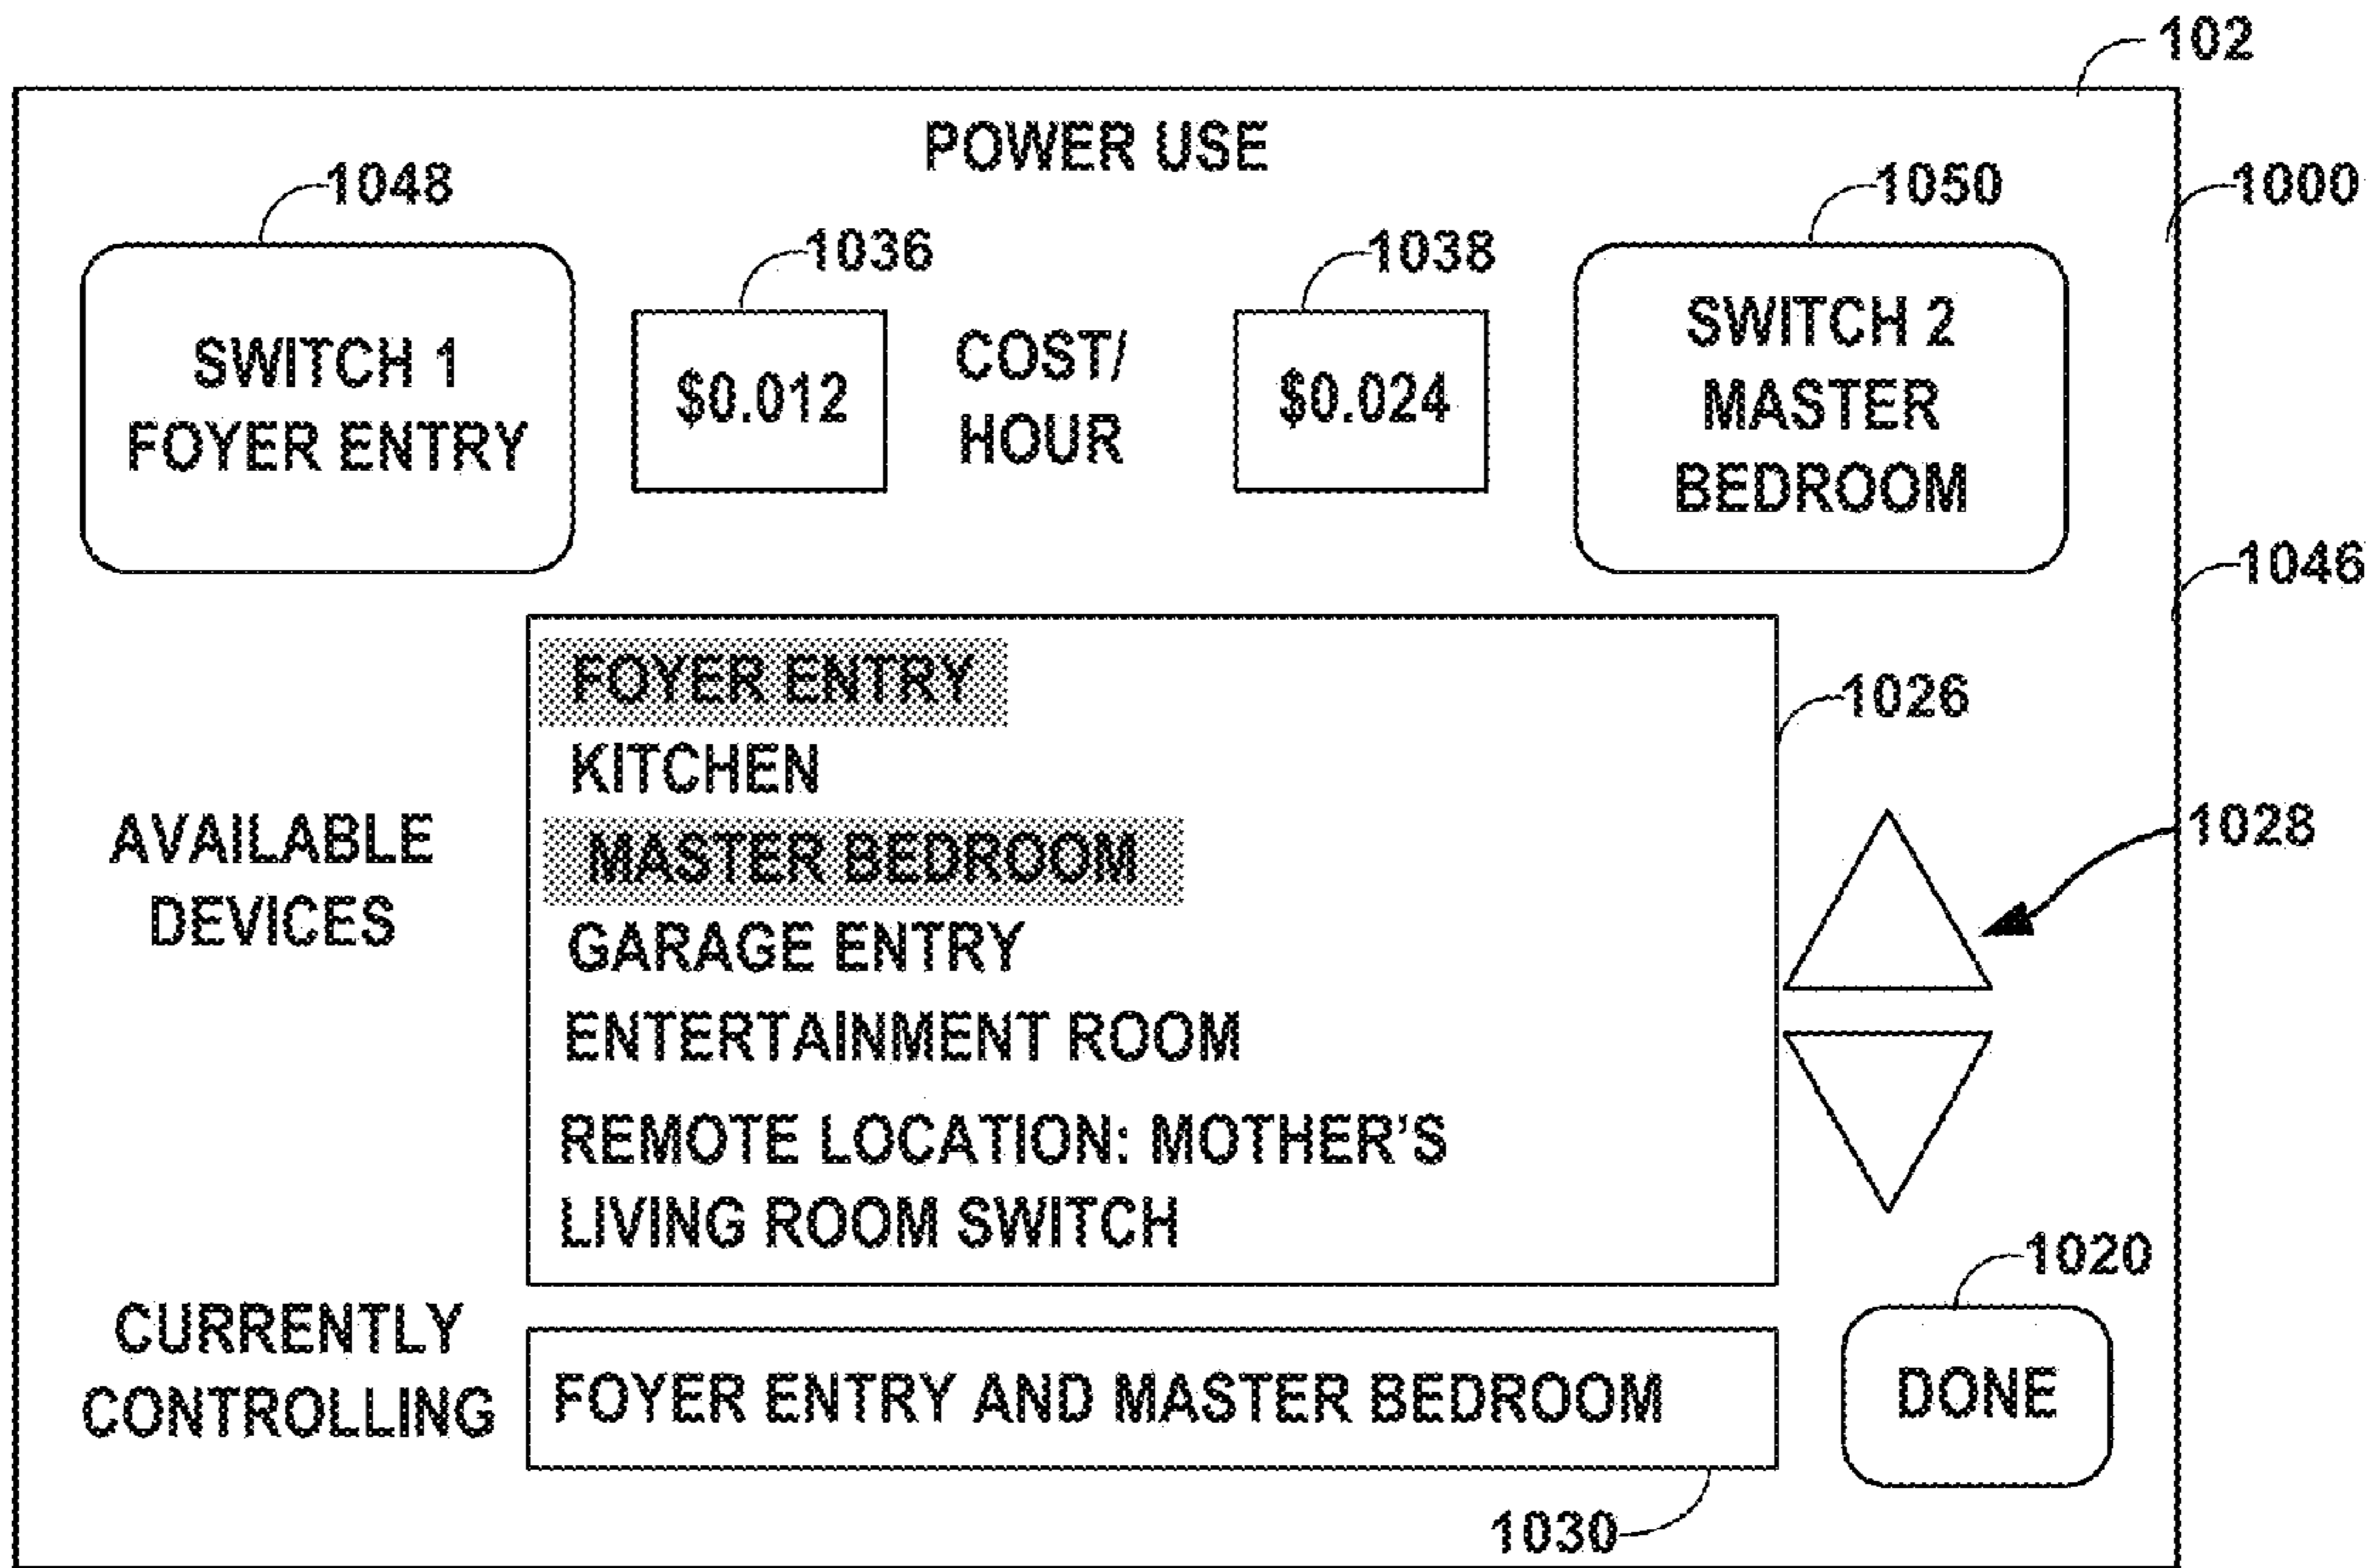 102
POWER USE
1048
1050
1000
1036
1038
SWITCH 1
FOYER ENTRY
$0.012
COST/
HOUR
$0.024
SWITCH 2
MASTER
BEDROOM
1046
FOYER ENTRY
1026
KITCHEN
AVAILABLE
DEVICES
MASTER BEDROOM
1028
GARAGE ENTRY
ENTERTAINMENT ROOM
REMOTE LOCATION: MOTHER'S
LIVING ROOM SWITCH
1020
CURRENTLY
CONTROLLING
FOYER ENTRY AND MASTER BEDROOM
DONE
1030